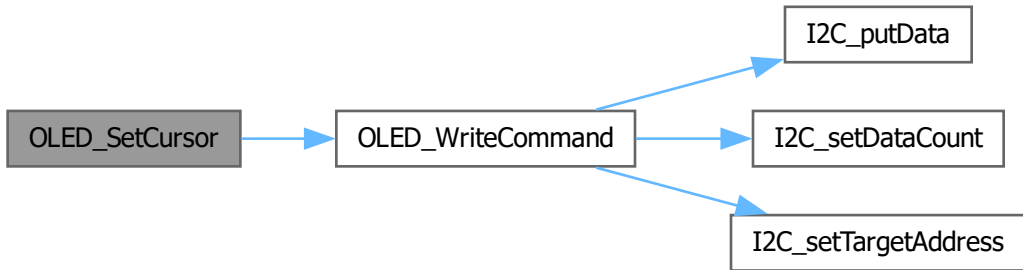 I2C_putData
OLED_SetCursor
OLED_WriteCommand
I2C_setDataCount
I2C_setTargetAddress